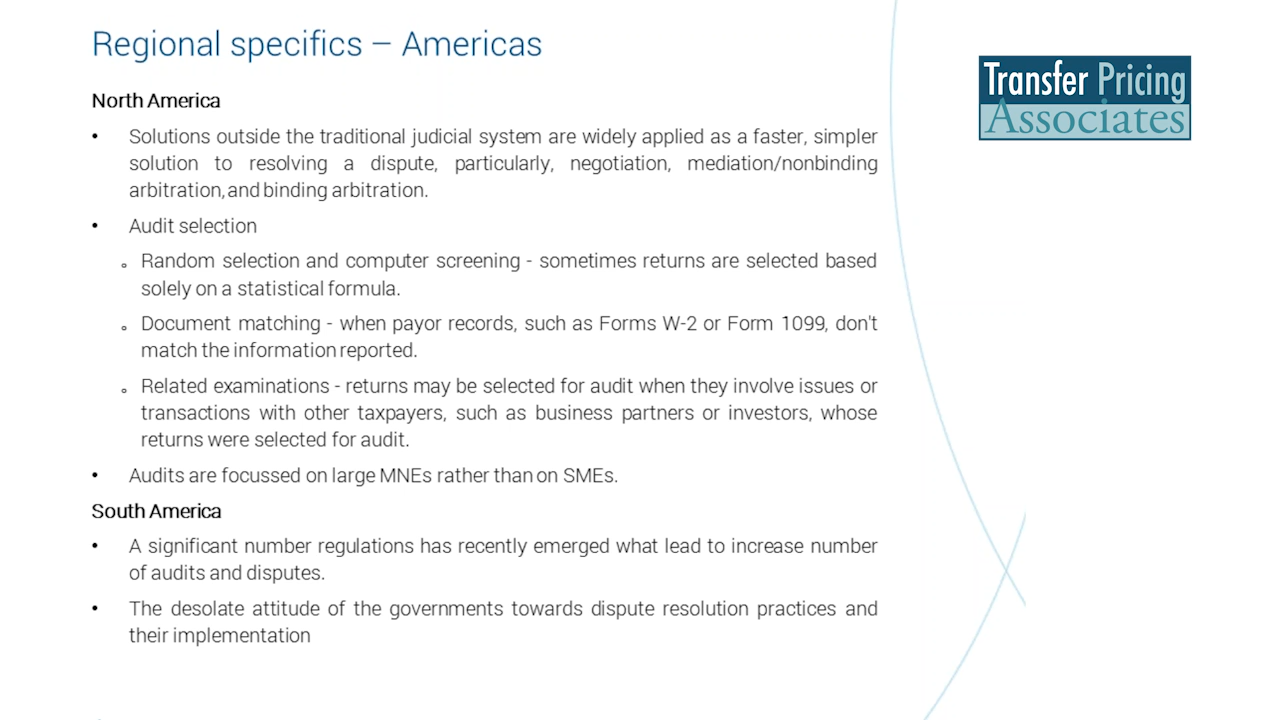 Regional specifics – Americas
Transfer Pricing
Associates
North America
• Solutions outside the traditional judicial system are widely applied as a faster, simpler
solution to resolving a dispute, particularly, negotiation, mediation/nonbinding
arbitration, and binding arbitration.
• Audit selection
o Random selection and computer screening - sometimes returns are selected based
solely on a statistical formula.
o Document matching - when payor records, such as Forms W-2 or Form 1099, don't
match the information reported.
o Related examinations - returns may be selected for audit when they involve issues or
transactions with other taxpayers, such as business partners or investors, whose
returns were selected for audit.
• Audits are focussed on large MNEs rather than on SMEs.
South America
• A significant number regulations has recently emerged what lead to increase number
of audits and disputes.
• The desolate attitude of the governments towards dispute resolution practices and
their implementation